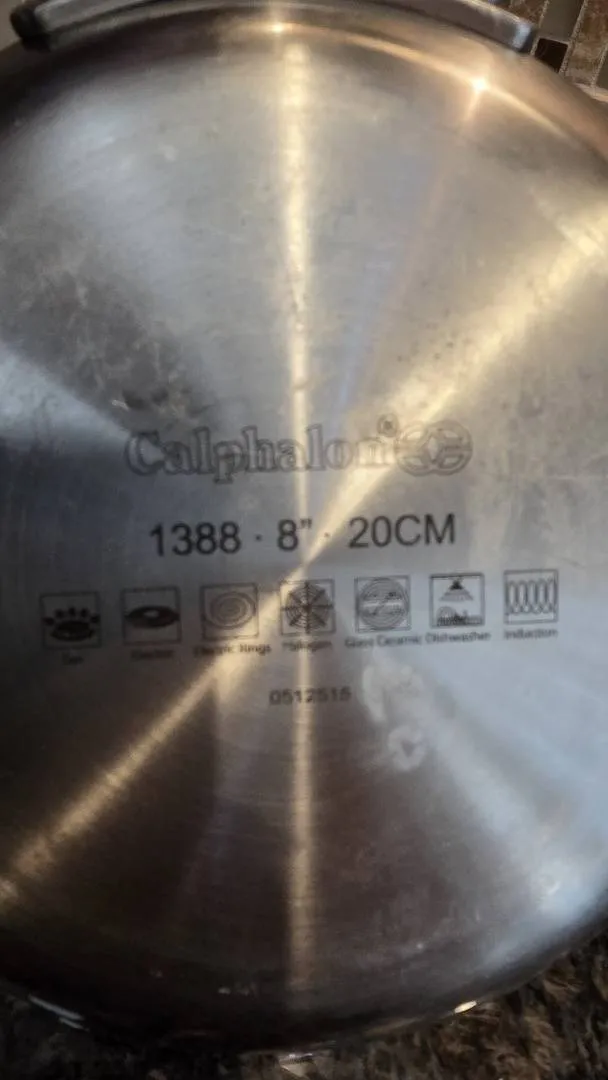 Calphalon®
1388 · 8" · 20CM
Gas Electric Electric Rings Halogen Glass Ceramic Dishwasher Induction
0512515